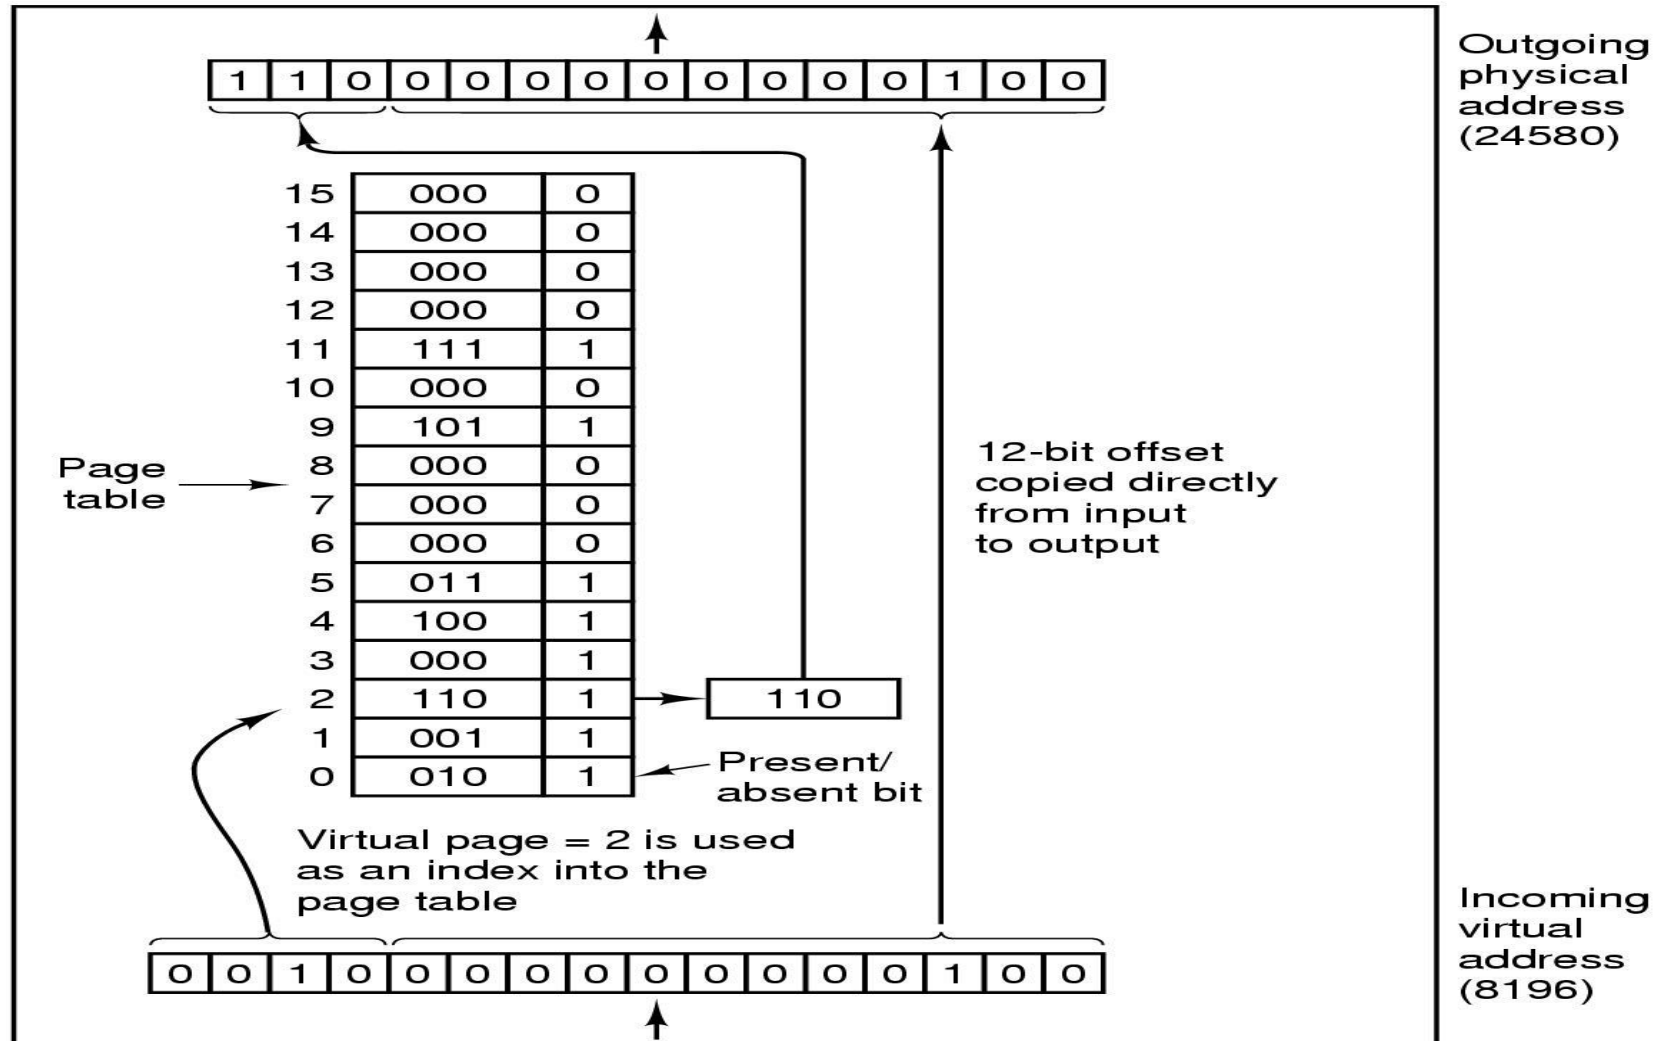 Outgoing
physical
address
(24580)
1 1 0 0 0 0 0 0 0 0 0 0 1 0 0
15 000 0
14 000 0
13 000 0
12 000 0
11 111 1
10 000 0
9 101 1
8 000 0
7 000 0
6 000 0
5 011 1
4 100 1
3 000 1
2 110 1 110
1 001 1
0 010 1
Page
table
12-bit offset
copied directly
from input
to output
Present/
absent bit
Virtual page = 2 is used
as an index into the
page table
0 0 1 0 0 0 0 0 0 0 0 0 0 1 0 0
Incoming
virtual
address
(8196)